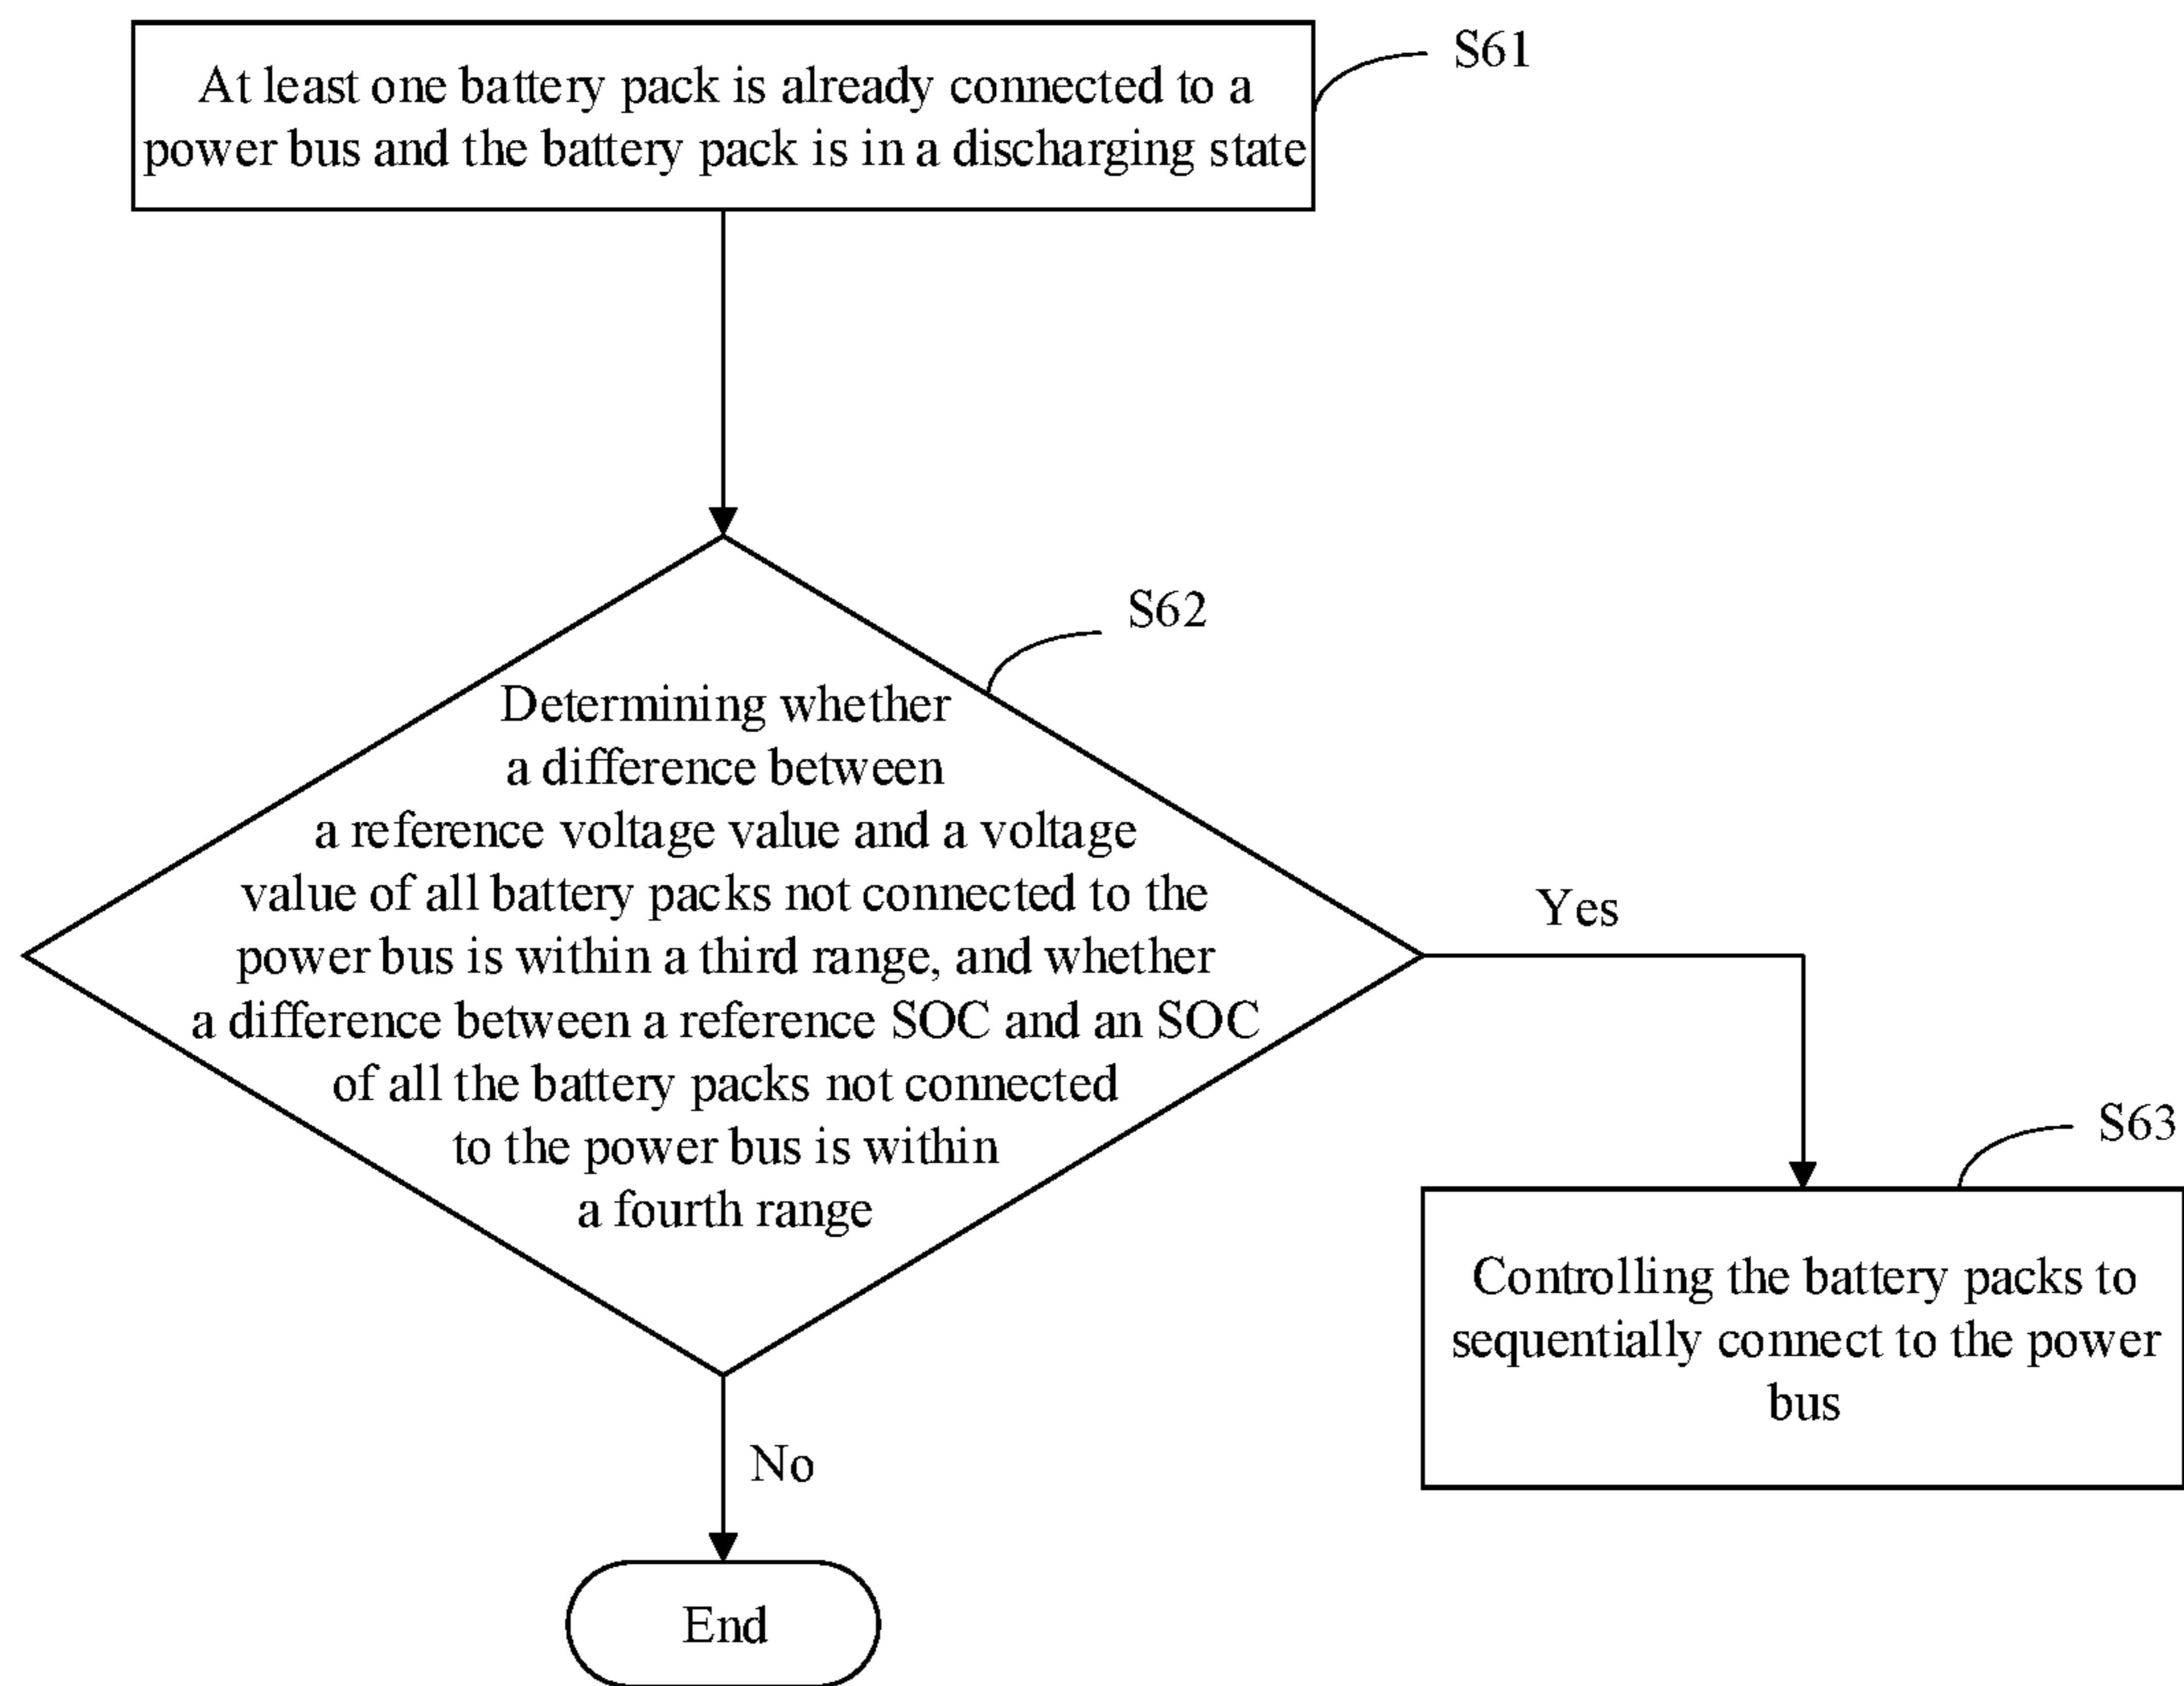 At least one battery pack is already connected to a
power bus and the battery pack is in a discharging state
S61
S62
Determining whether
a difference between
a reference voltage value and a voltage
value of all battery packs not connected to the
power bus is within a third range, and whether
a difference between a reference SOC and an SOC
of all the battery packs not connected
to the power bus is within
a fourth range
Yes
S63
Controlling the battery packs to
sequentially connect to the power
bus
No
End